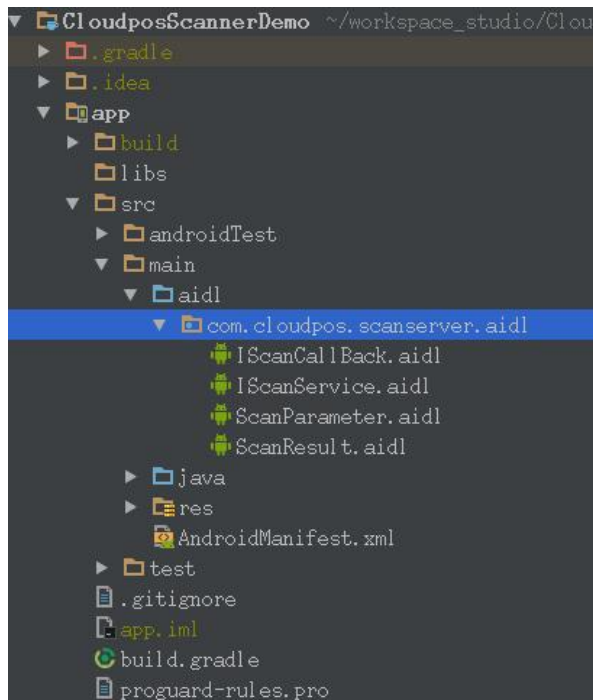 CloudposScannerDemo ~/workspace_studio/Clou
.gradle
.idea
app
build
libs
src
androidTest
main
aidl
com.cloudpos.scanserver.aidl
IScanCallBack.aidl
IScanService.aidl
ScanParameter.aidl
ScanResult.aidl
java
res
AndroidManifest.xml
test
.gitignore
app.iml
build.gradle
proguard-rules.pro